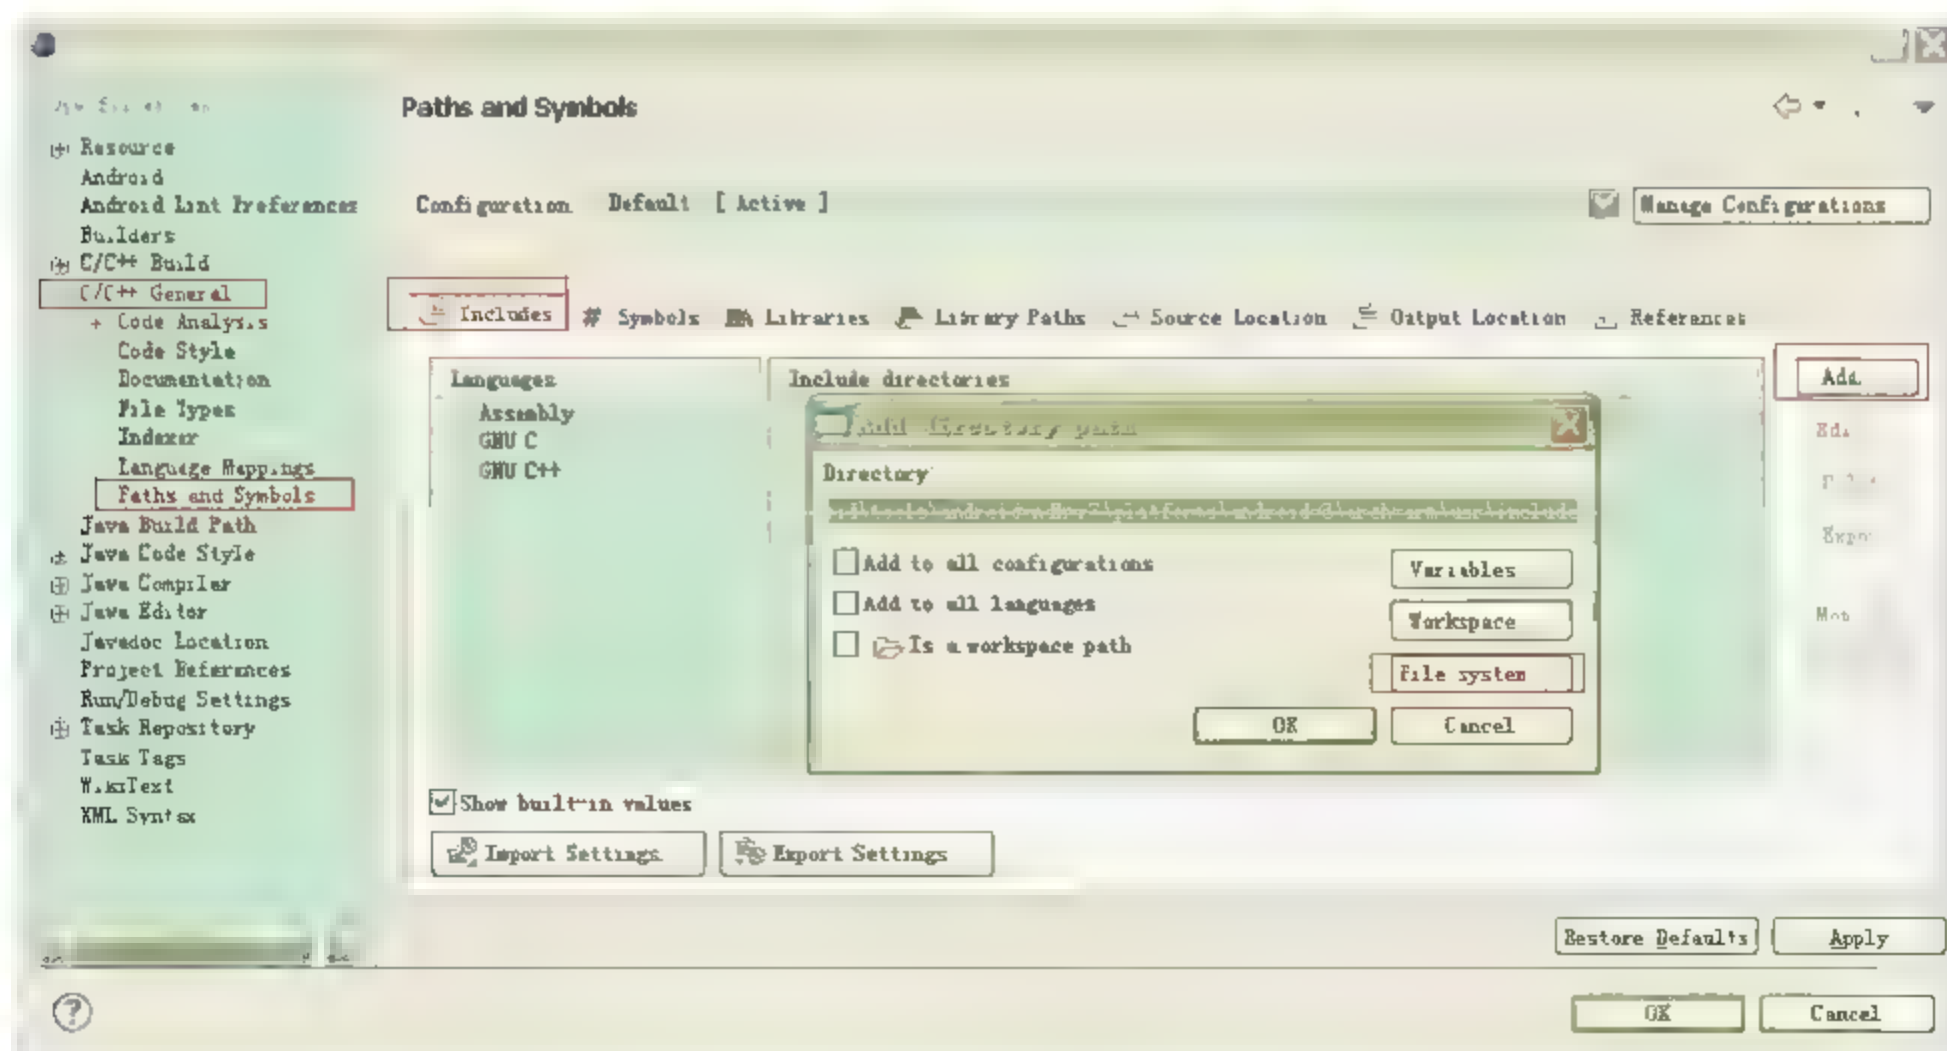 Paths and Symbols
Resource
Android
Android Lint Preferences
Builders
C/C++ Build
C/C++ General
Code Analysis
Code Style
Documentation
File Types
Indexer
Language Mappings
Paths and Symbols
Java Build Path
Java Code Style
Java Compiler
Java Editor
Javadoc Location
Project References
Run/Debug Settings
Task Repository
Task Tags
WikiText
XML Syntax
Configuration Default [ Active ]
Manage Configurations
Includes # Symbols Libraries Library Paths Source Location Output Location References
Languages
Assembly
GNU C
GNU C++
Include directories
Add directory path
Directory
Add to all configurations
Add to all languages
Is a workspace path
Variables
Workspace
File system
OK Cancel
Add
Show built-in values
Import Settings Export Settings
Restore Defaults Apply
OK Cancel